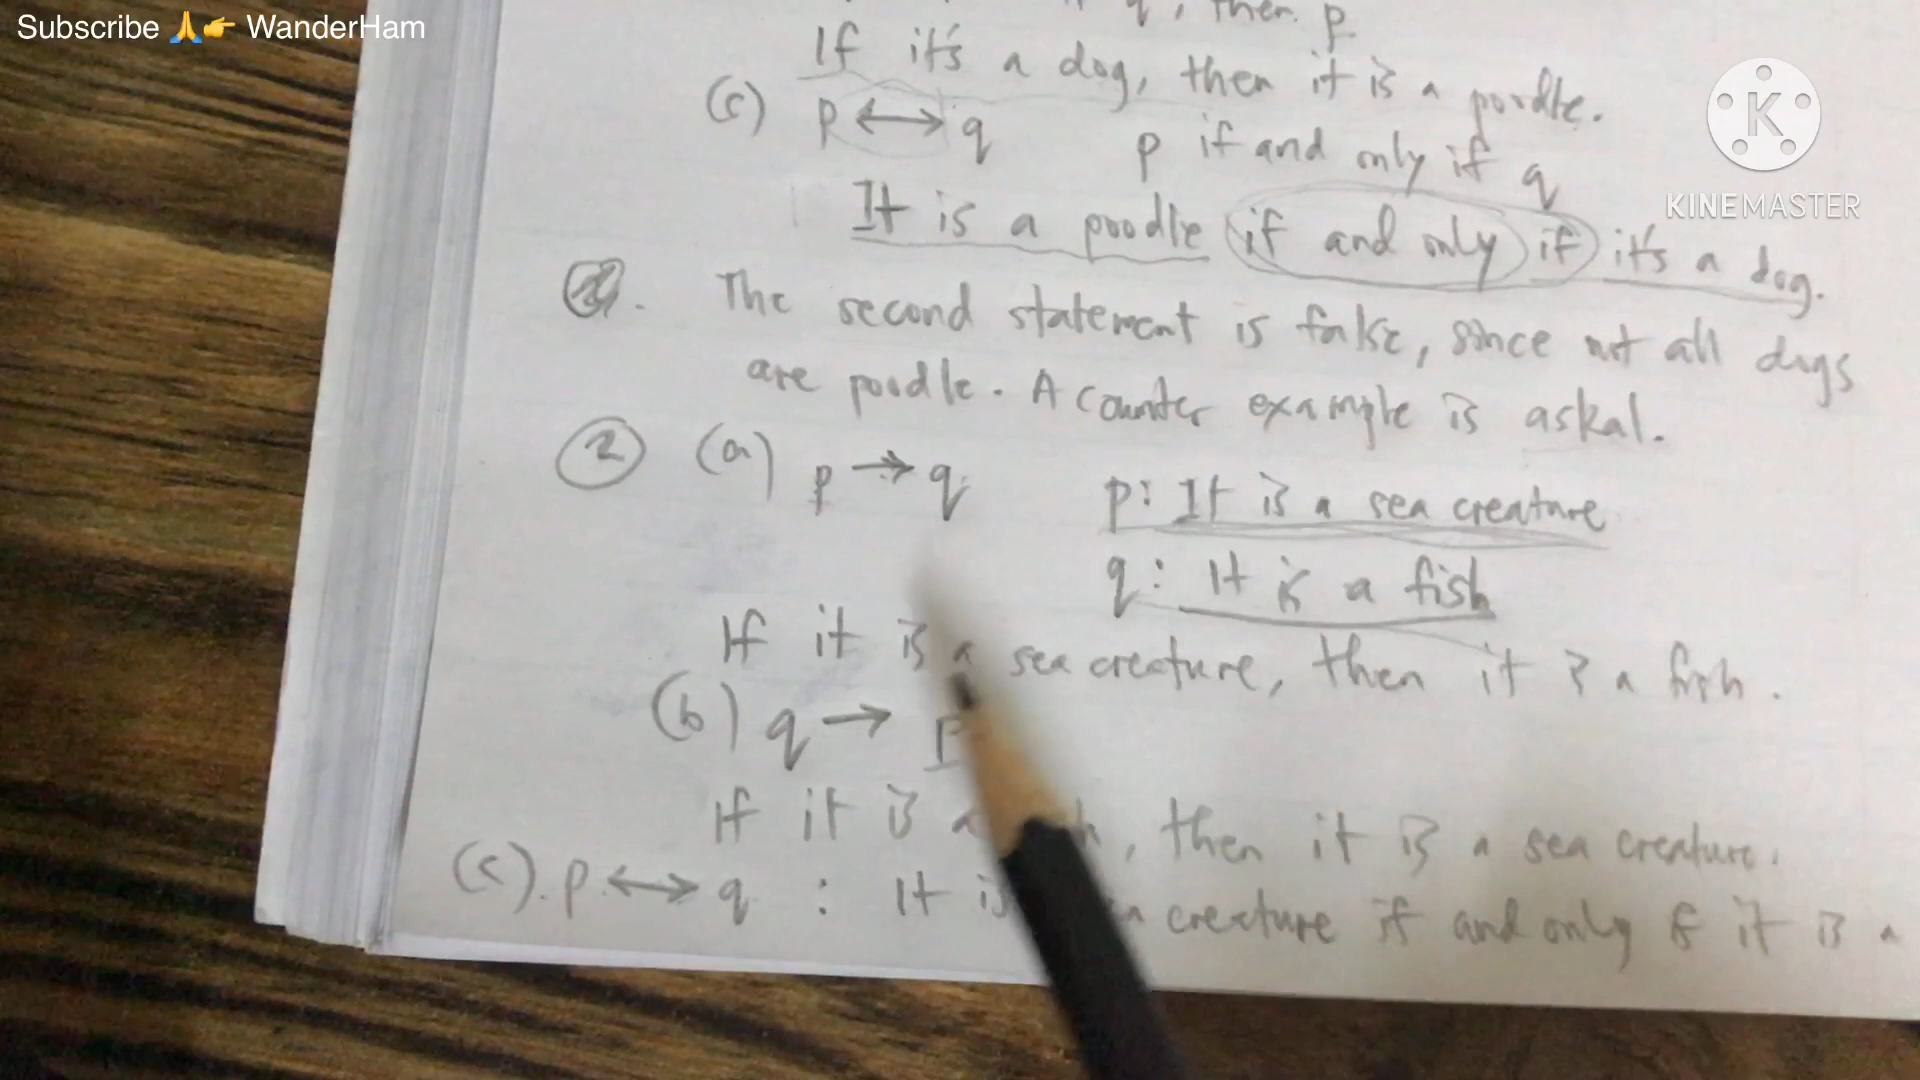 Subscribe 🙏👉 WanderHam
q, then p
If it's a dog, then it is a poodle.
(c) p ↔ q p if and only if q
It is a poodle if and only if it's a dog.
The second statement is false, since not all dogs
are poodle. A counter example is askal.
2 (a) p → q p: It is a sea creature
q: It is a fish
If it is a sea creature, then it is a fish.
(b) q → p
If it is a , then it is a sea creature.
(c). p ↔ q : It is creature if and only if it is a
KINEMASTER